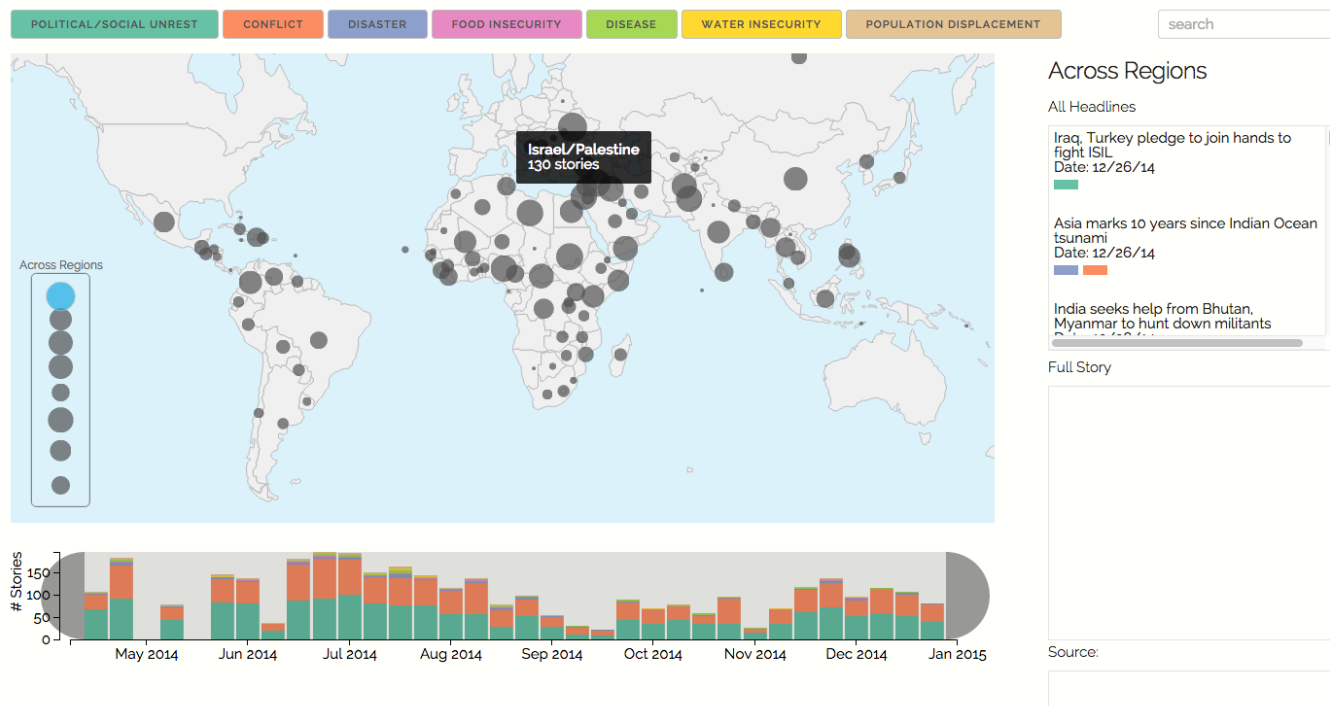 POLITICAL/SOCIAL UNREST
CONFLICT
DISASTER
FOOD INSECURITY
DISEASE
WATER INSECURITY
POPULATION DISPLACEMENT
search
Israel/Palestine
130 stories
Across Regions
Across Regions
All Headlines
Iraq, Turkey pledge to join hands to
fight ISIL
Date: 12/26/14
Asia marks 10 years since Indian Ocean
tsunami
Date: 12/26/14
India seeks help from Bhutan,
Myanmar to hunt down militants
Full Story
Source:
# Stories
150
100
50
0
May 2014
Jun 2014
Jul 2014
Aug 2014
Sep 2014
Oct 2014
Nov 2014
Dec 2014
Jan 2015